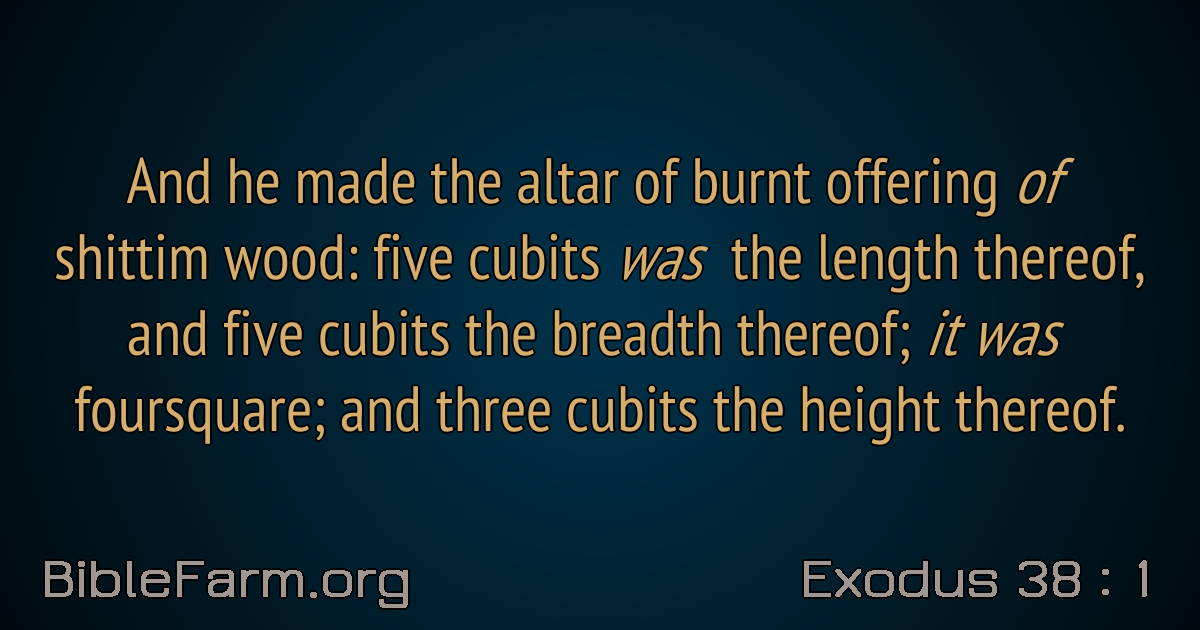 And he made the altar of burnt offering of
shittim wood: five cubits was the length thereof,
and five cubits the breadth thereof; it was
foursquare; and three cubits the height thereof.
BibleFarm.org
Exodus 38 : 1